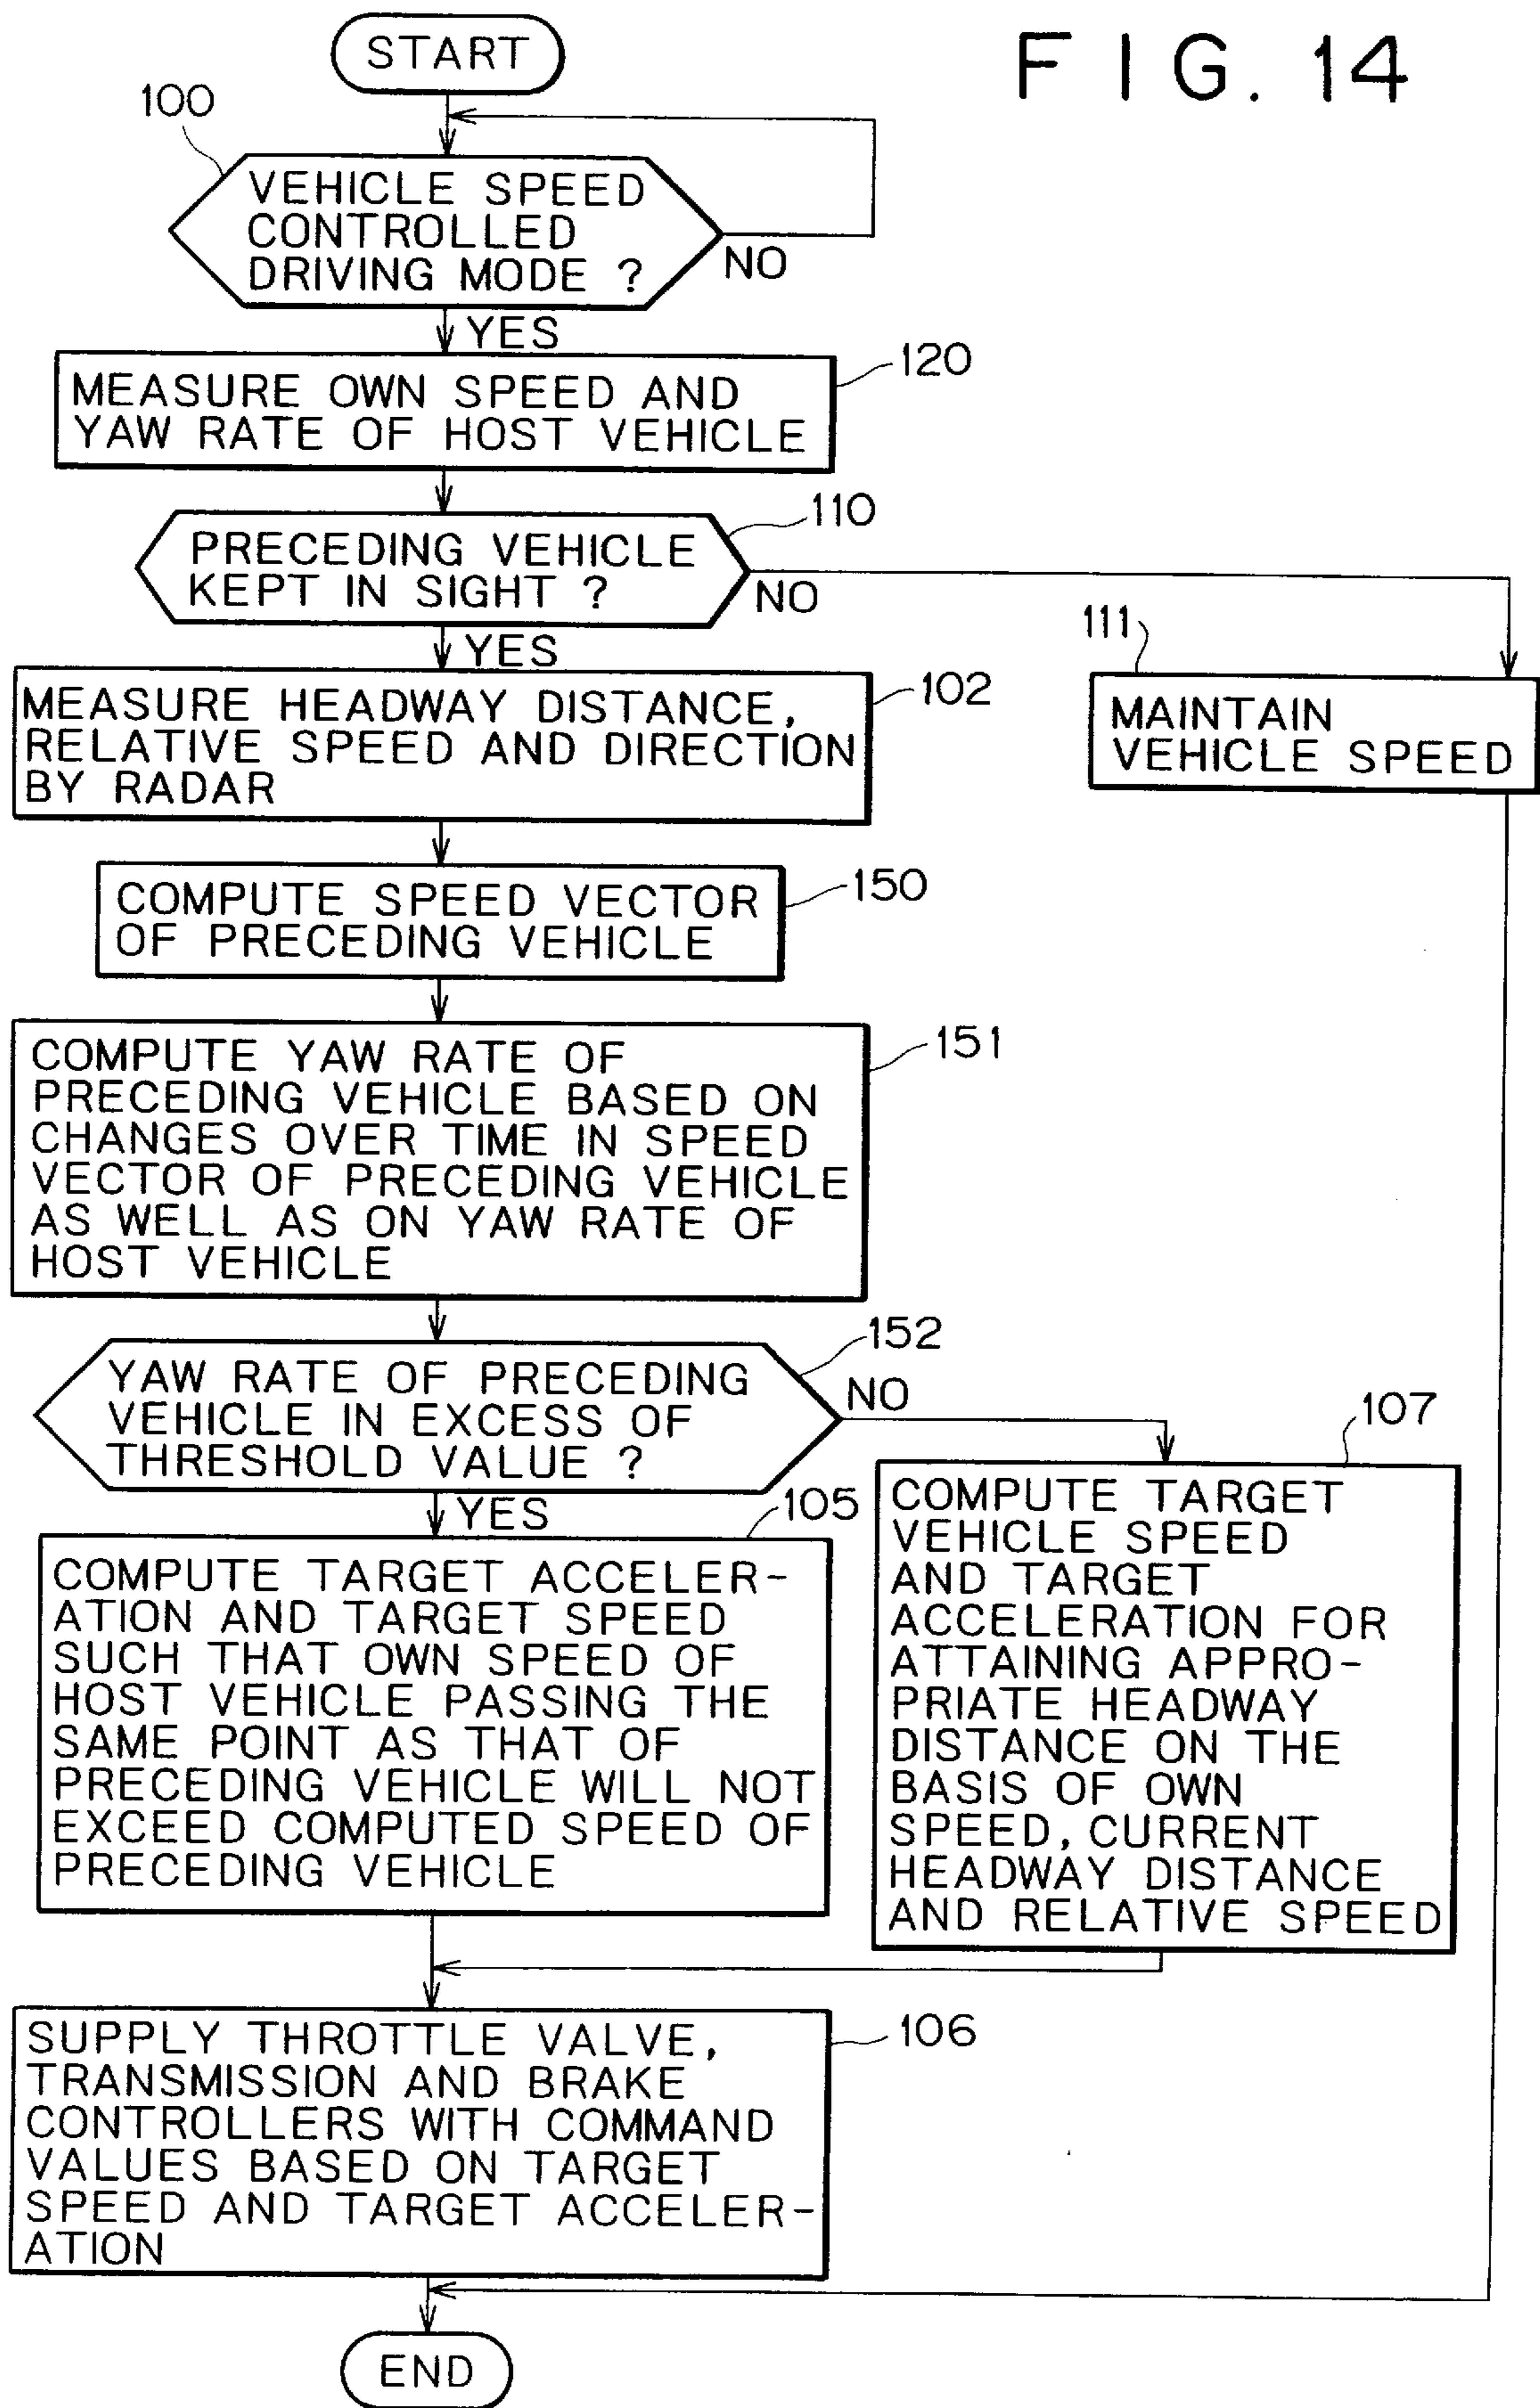 START
F I G. 14
100
VEHICLE SPEED
CONTROLLED
DRIVING MODE ?
NO
YES
120
MEASURE OWN SPEED AND
YAW RATE OF HOST VEHICLE
110
PRECEDING VEHICLE
KEPT IN SIGHT ?
NO
YES
111
MAINTAIN
VEHICLE SPEED
102
MEASURE HEADWAY DISTANCE,
RELATIVE SPEED AND DIRECTION
BY RADAR
150
COMPUTE SPEED VECTOR
OF PRECEDING VEHICLE
151
COMPUTE YAW RATE OF
PRECEDING VEHICLE BASED ON
CHANGES OVER TIME IN SPEED
VECTOR OF PRECEDING VEHICLE
AS WELL AS ON YAW RATE OF
HOST VEHICLE
152
YAW RATE OF PRECEDING
VEHICLE IN EXCESS OF
THRESHOLD VALUE ?
NO
YES
105
COMPUTE TARGET ACCELER-
ATION AND TARGET SPEED
SUCH THAT OWN SPEED OF
HOST VEHICLE PASSING THE
SAME POINT AS THAT OF
PRECEDING VEHICLE WILL NOT
EXCEED COMPUTED SPEED OF
PRECEDING VEHICLE
107
COMPUTE TARGET
VEHICLE SPEED
AND TARGET
ACCELERATION FOR
ATTAINING APPRO-
PRIATE HEADWAY
DISTANCE ON THE
BASIS OF OWN
SPEED, CURRENT
HEADWAY DISTANCE
AND RELATIVE SPEED
106
SUPPLY THROTTLE VALVE,
TRANSMISSION AND BRAKE
CONTROLLERS WITH COMMAND
VALUES BASED ON TARGET
SPEED AND TARGET ACCELER-
ATION
END